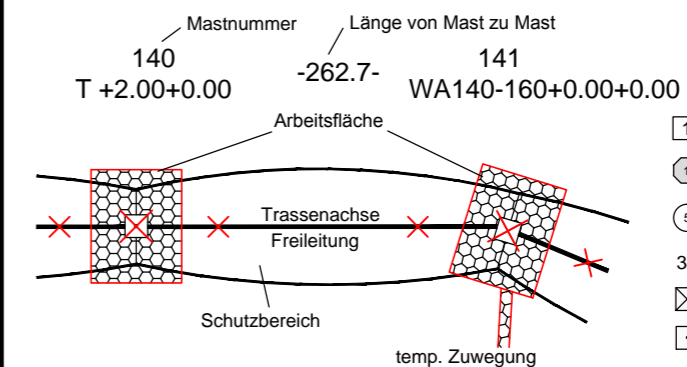 Mastnummer
Länge von Mast zu Mast
140
-262.7-
141
T +2.00+0.00
WA140-160+0.00+0.00
Arbeitsfläche
Trassenachse
Freileitung
Schutzbereich
temp. Zuwegung